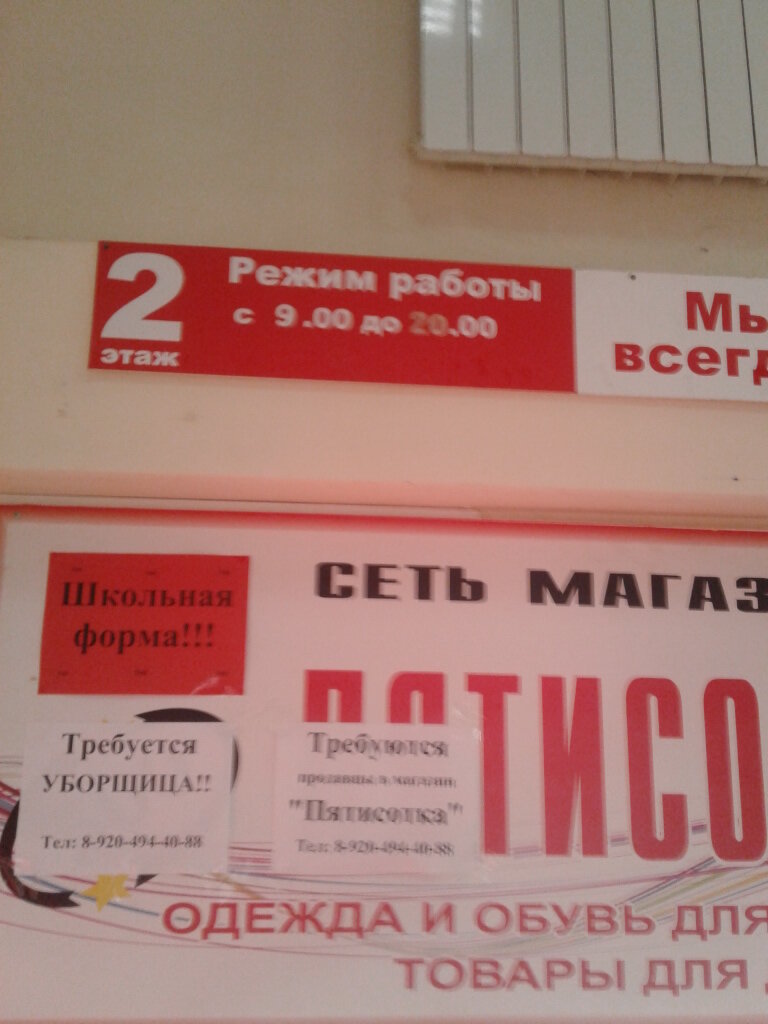 2
этаж
Режим работы
с 9.00 до 20.00
Мы
всегд
Школьная
форма!!!
СЕТЬ МАГАЗ
ПЯТИСО
Требуется
УБОРЩИЦА!!
Тел: 8-920-494-40-88
Требуются
продавцы в магазин
"Пятисотка"
Тел: 8-920-494-40-88
ОДЕЖДА И ОБУВЬ ДЛЯ
ТОВАРЫ ДЛЯ